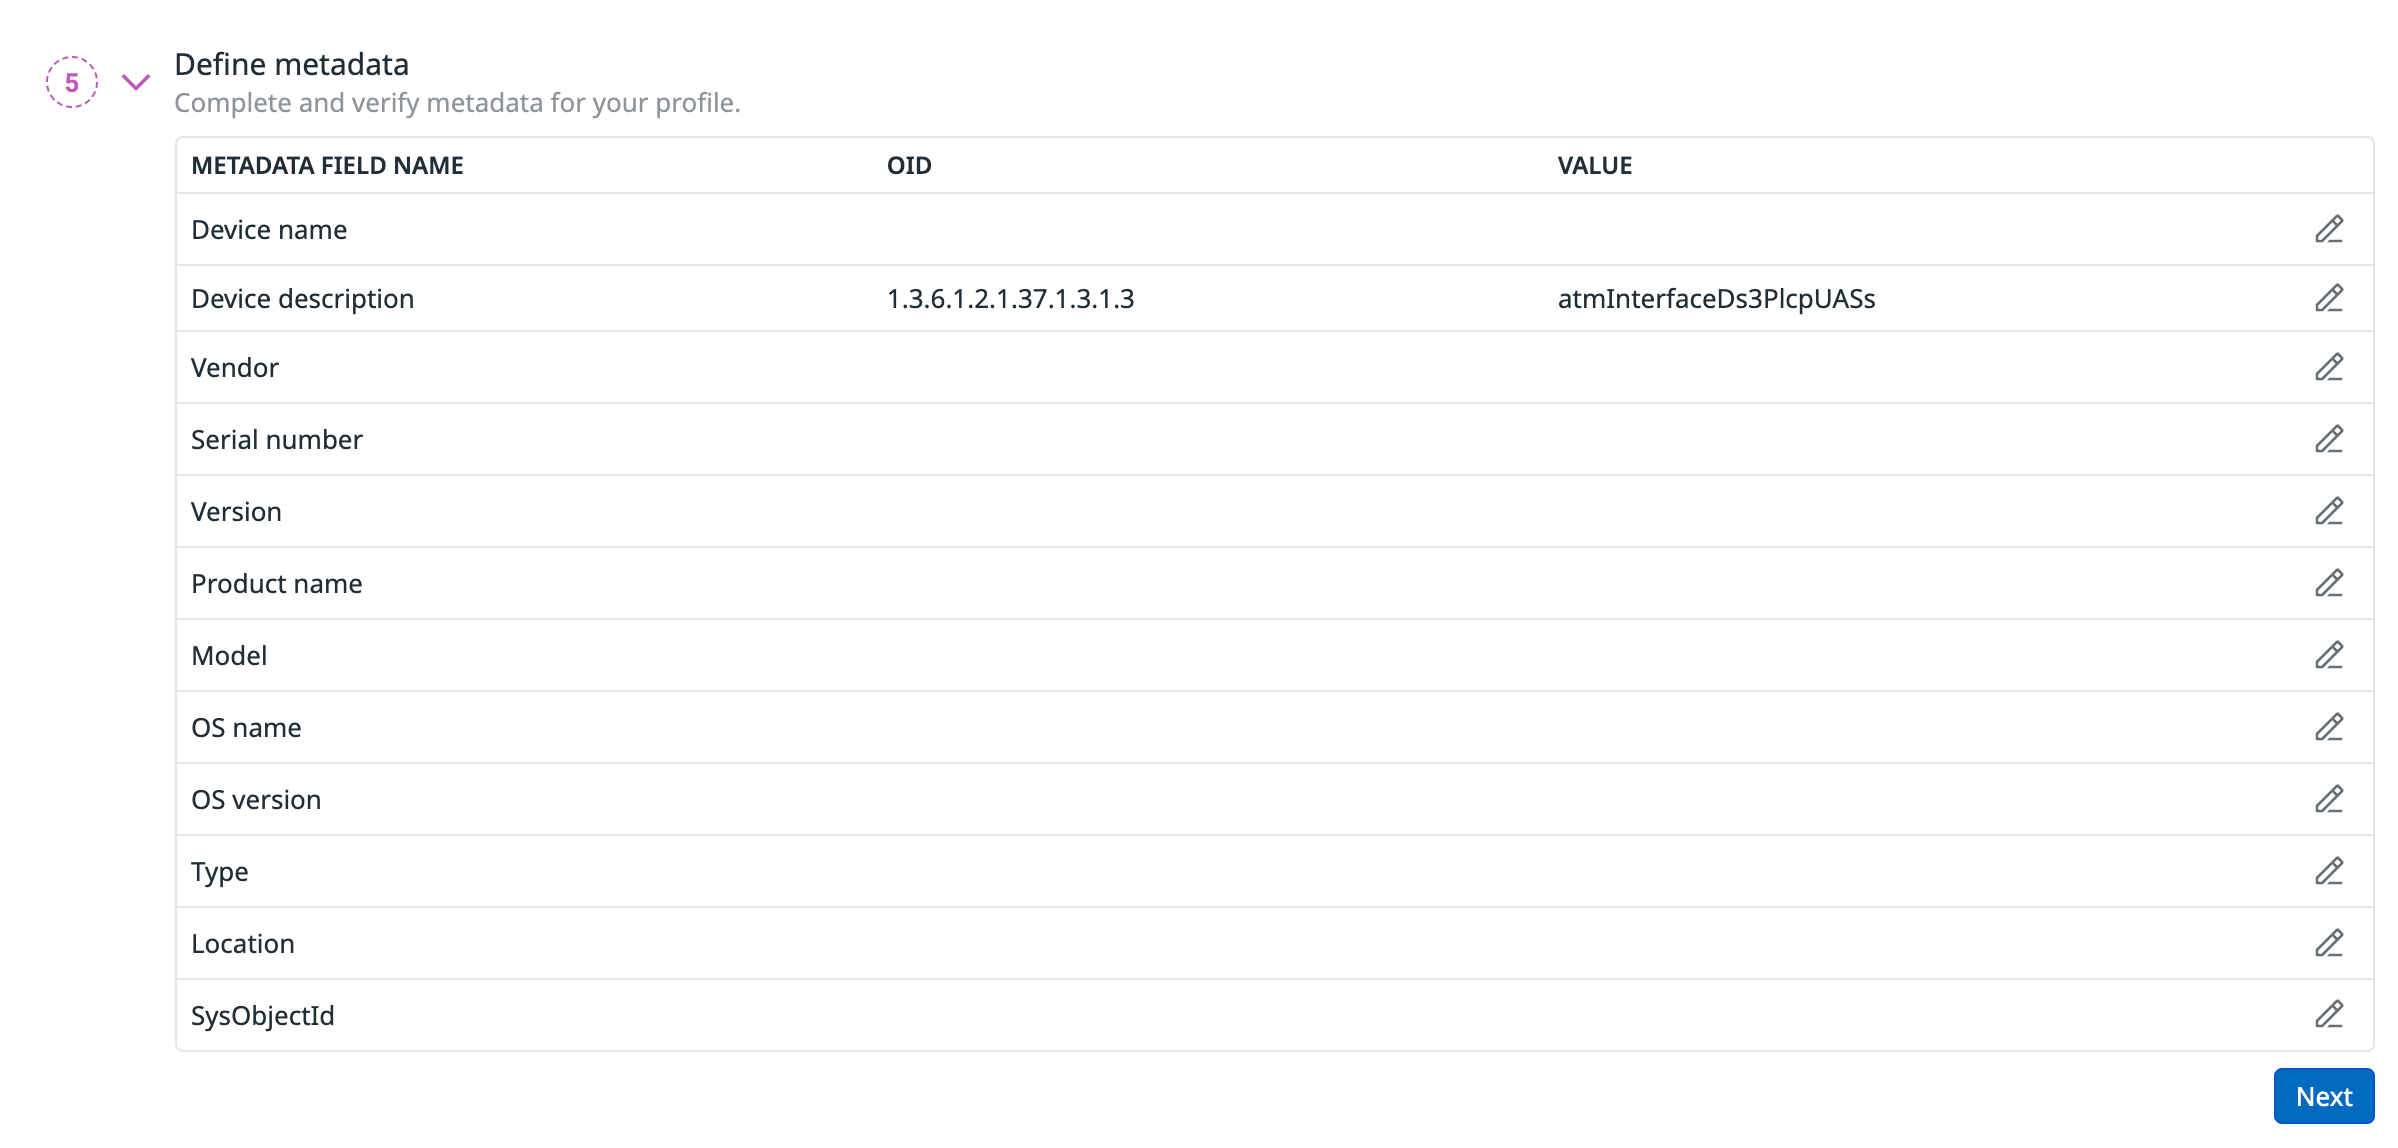 5
Define metadata
Complete and verify metadata for your profile.
METADATA FIELD NAME OID VALUE
Device name
Device description 1.3.6.1.2.1.37.1.3.1.3 atmInterfaceDs3PlcpUASs
Vendor
Serial number
Version
Product name
Model
OS name
OS version
Type
Location
SysObjectId
Next